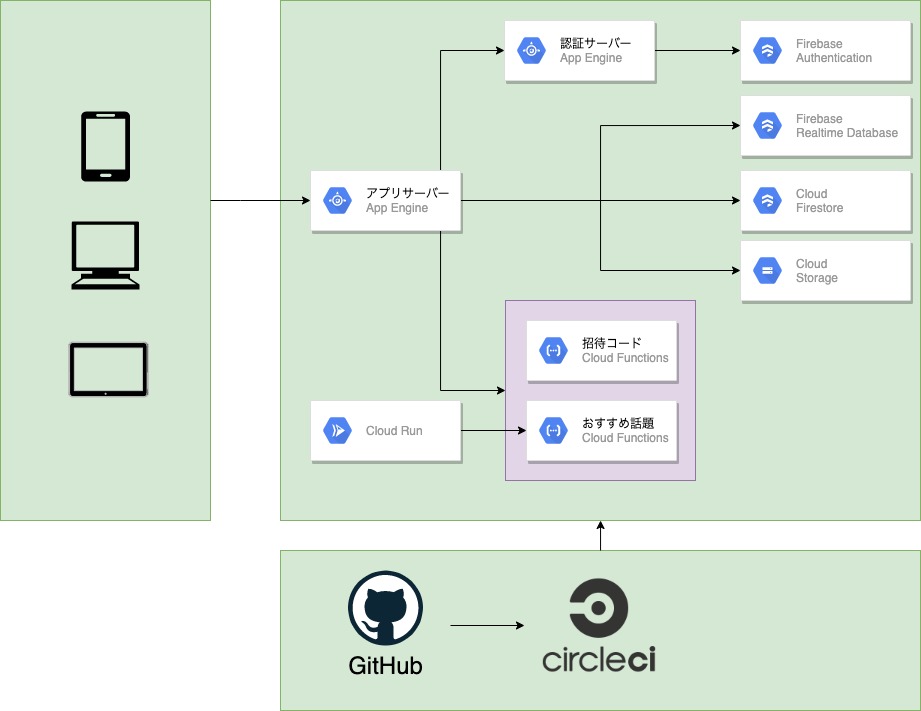 認証サーバー
App Engine
Firebase
Authentication
Firebase
Realtime Database
アプリサーバー
App Engine
Cloud
Firestore
Cloud
Storage
招待コード
Cloud Functions
Cloud Run
おすすめ話題
Cloud Functions
GitHub
circleci